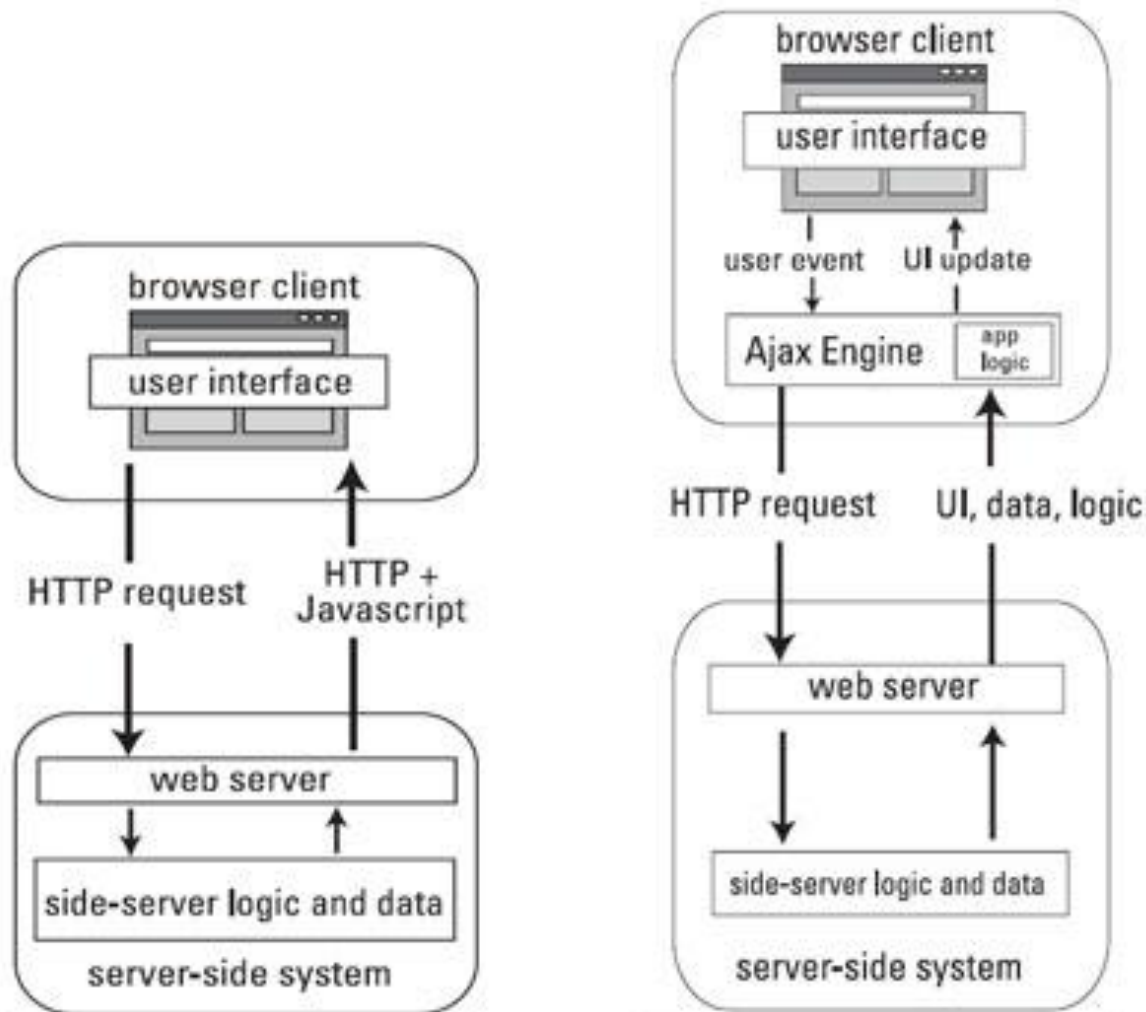 browser client
user interface
HTTP request
HTTP +
Javascript
web server
side-server logic and data
server-side system
browser client
user interface
user event
UI update
Ajax Engine
app
logic
HTTP request
UI, data, logic
web server
side-server logic and data
server-side system